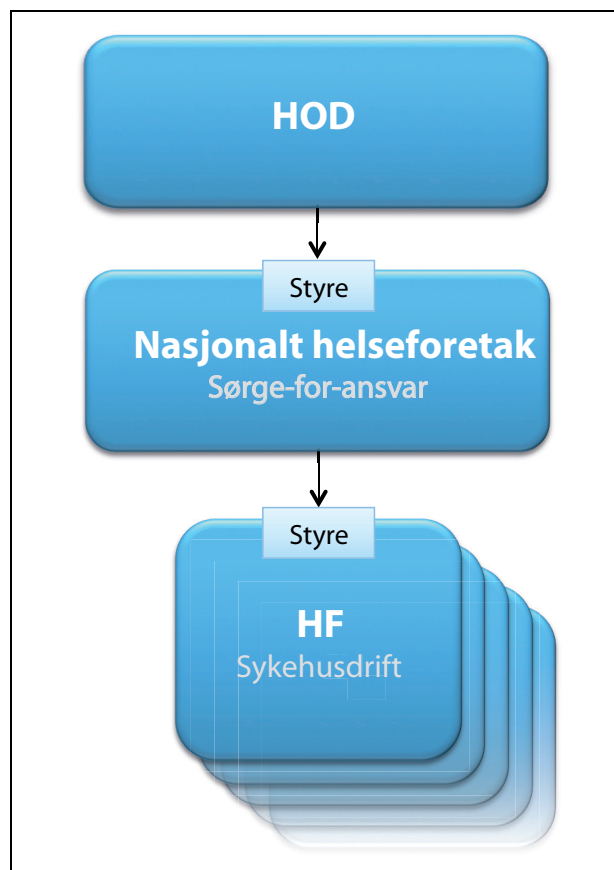 HOD
Styre
Nasjonalt helseforetak
Sørge-for-ansvar
Styre
HF
Sykehusdrift